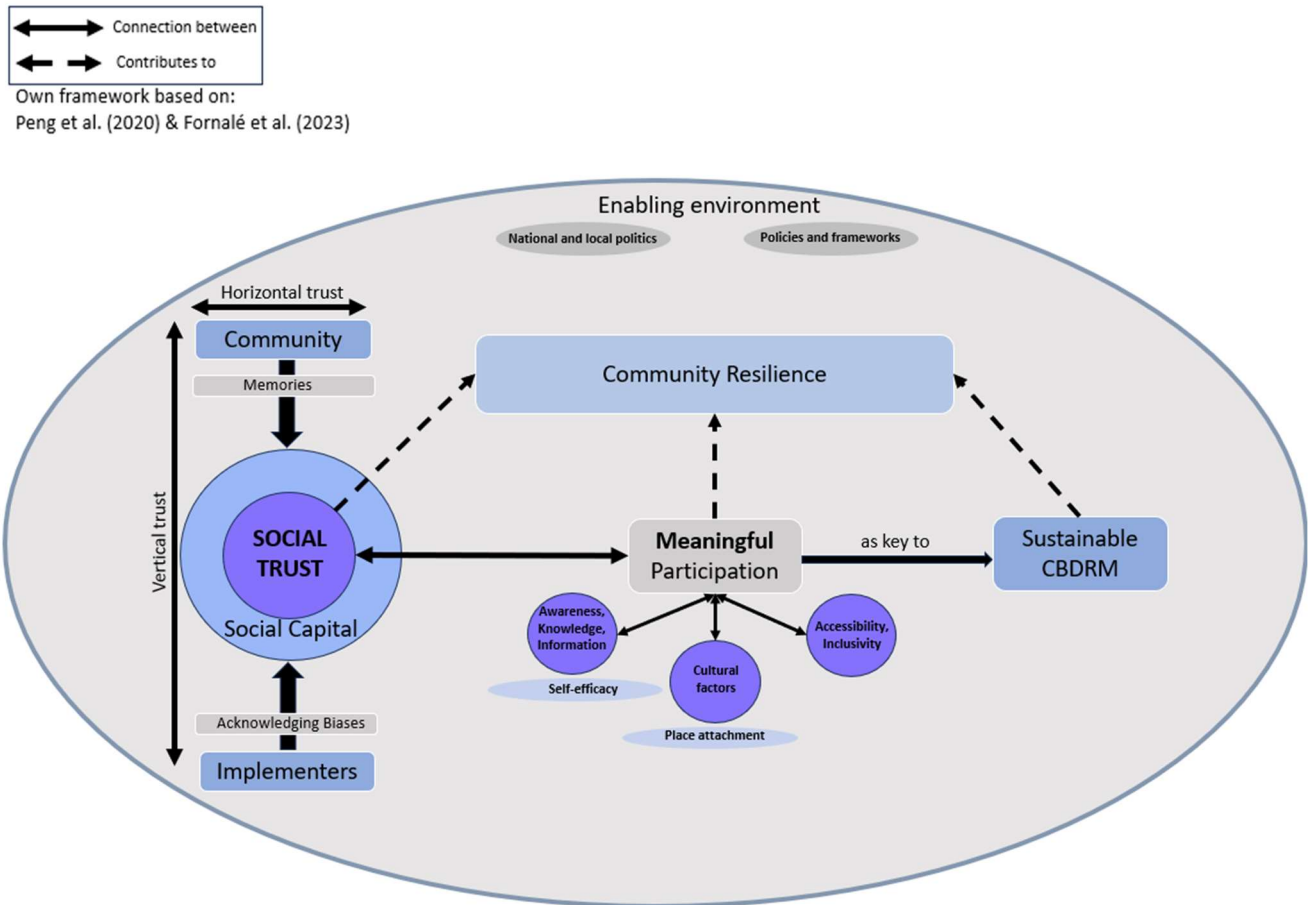 Connection between
Contributes to
Own framework based on:
Peng et al. (2020) & Fornalé et al. (2023)
Enabling environment
National and local politics
Policies and frameworks
Horizontal trust
Community
Memories
Community Resilience
Vertical trust
SOCIAL
TRUST
Social Capital
Meaningful
Participation
as key to
Sustainable
CBDRM
Awareness,
Knowledge,
Information
Self-efficacy
Cultural
factors
Place attachment
Accessibility,
Inclusivity
Acknowledging Biases
Implementers